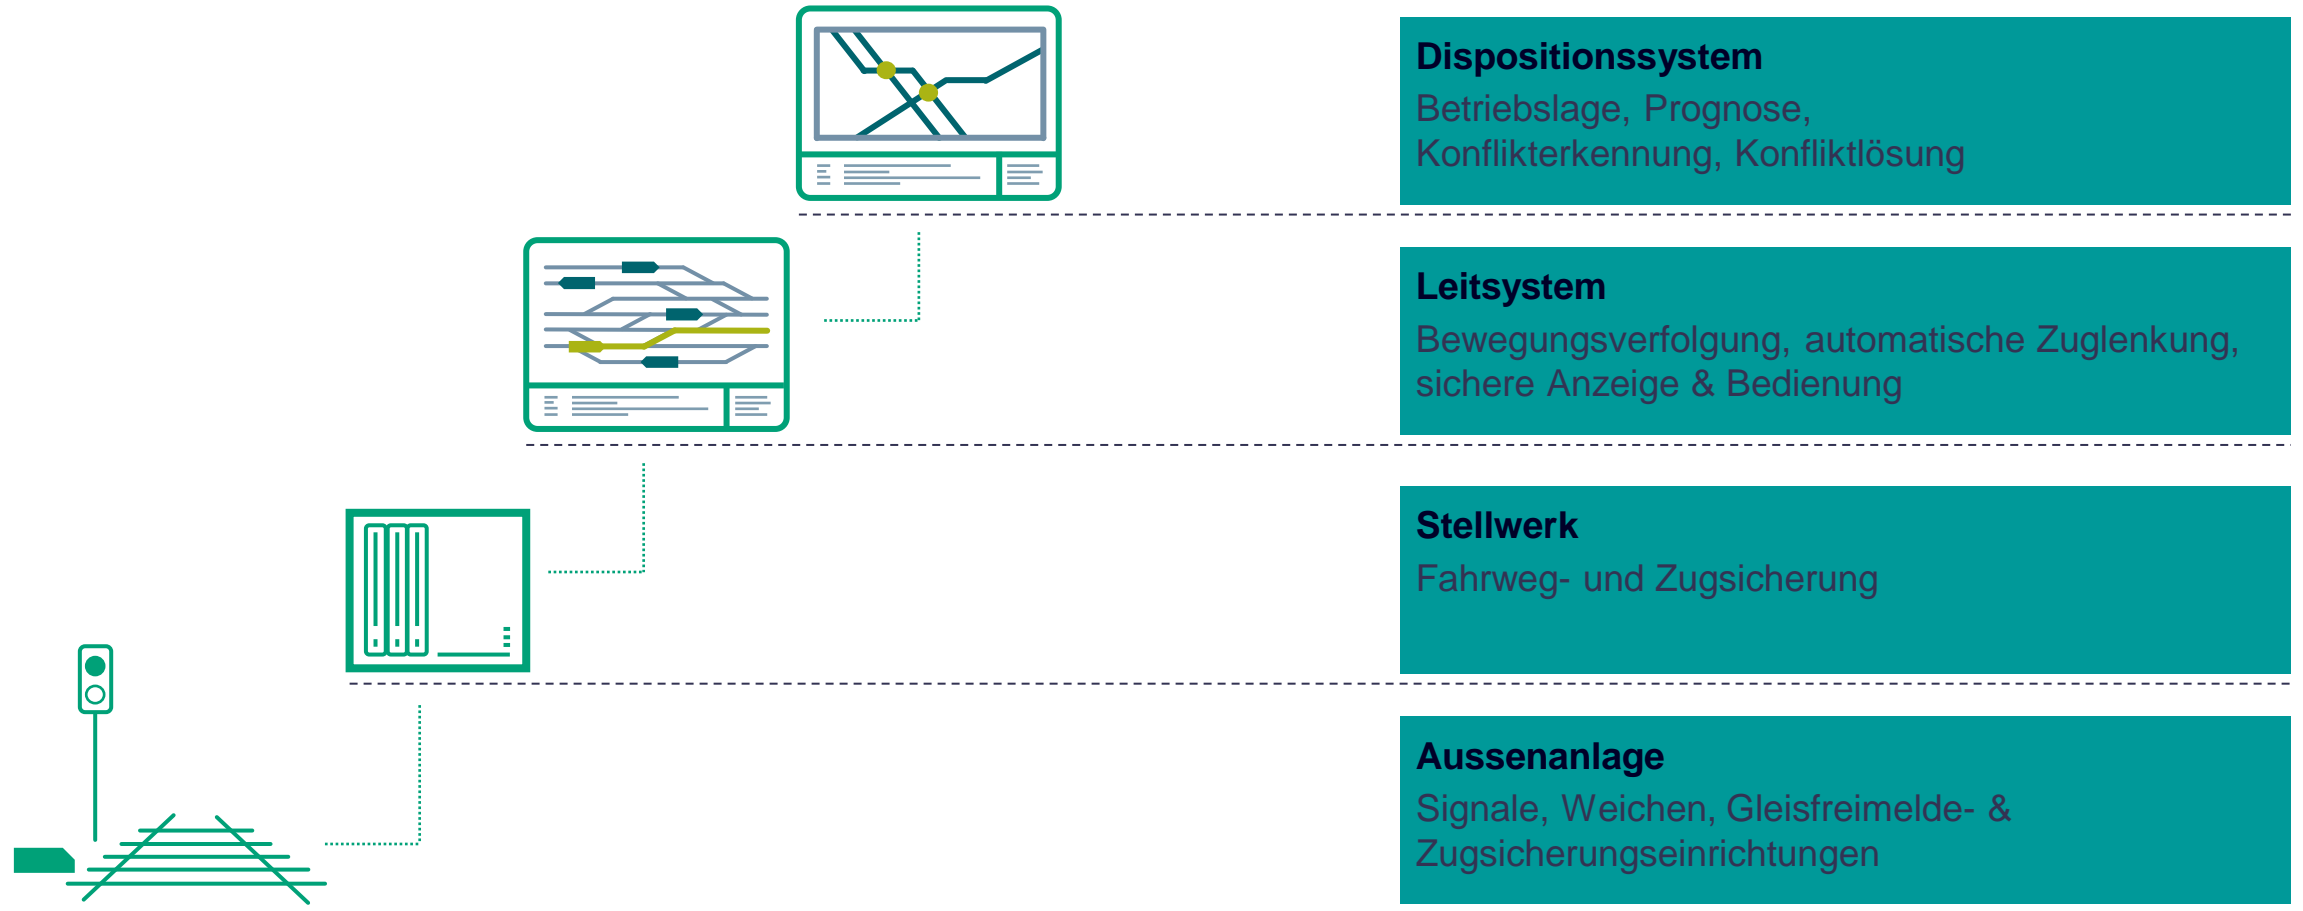 Dispositionssystem
Betriebslage, Prognose,
Konflikterkennung, Konfliktlösung
Leitsystem
Bewegungsverfolgung, automatische Zuglenkung,
sichere Anzeige & Bedienung
Stellwerk
Fahrweg- und Zugsicherung
Aussenanlage
Signale, Weichen, Gleisfreimelde- &
Zugsicherungseinrichtungen